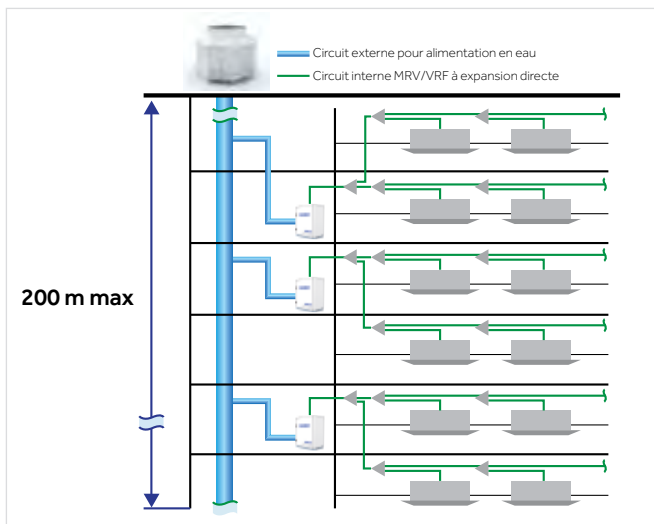 Circuit externe pour alimentation en eau
Circuit interne MRV/VRF à expansion directe
200 m max